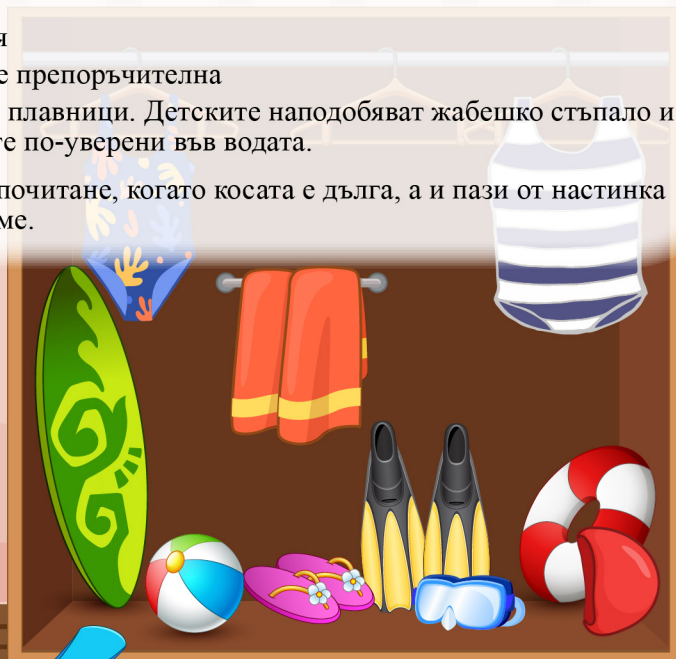 я
е препоръчителна
плавници. Детските наподобяват жабешко стъпало и
те по-уверени във водата.
почитане, когато косата е дълга, а и пази от настинка
ме.